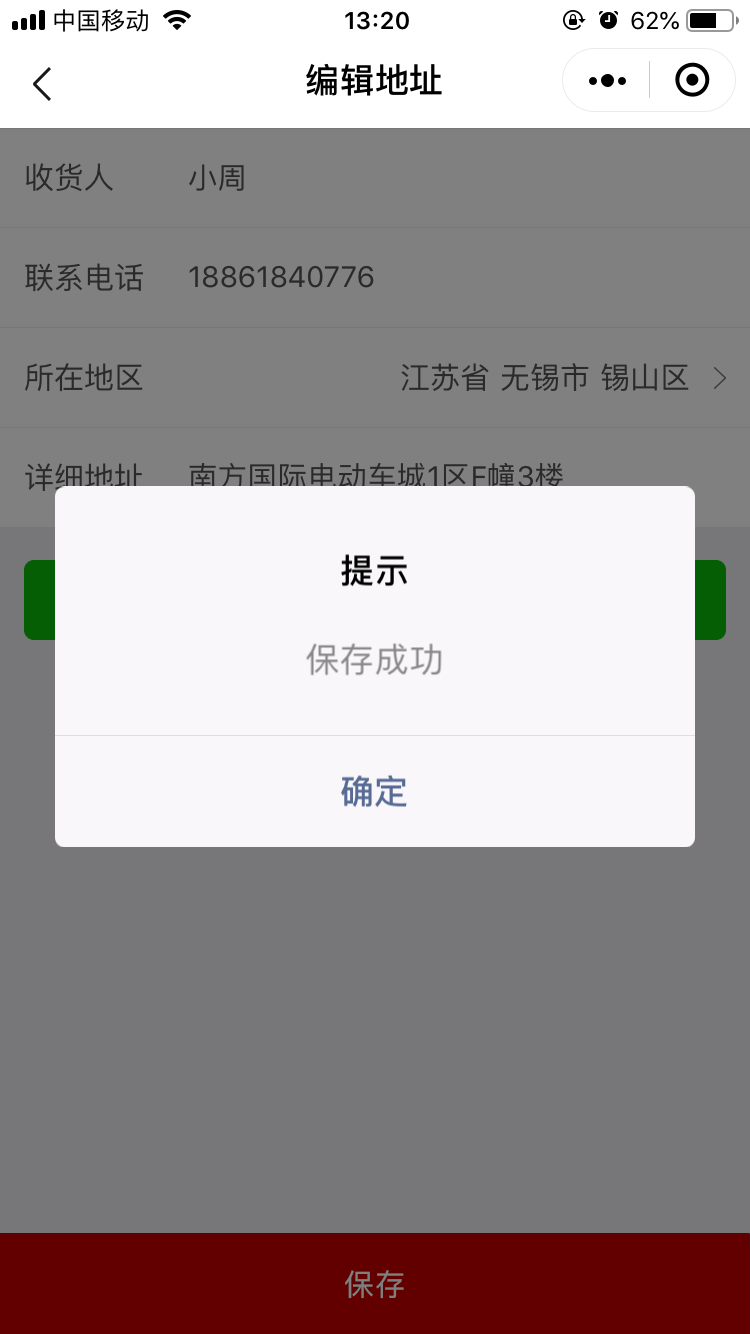 中国移动 13:20 62%
编辑地址
收货人 小周
联系电话 18861840776
所在地区 江苏省 无锡市 锡山区
详细地址 南方国际电动车城1区F幢3楼
提示
保存成功
确定
保存